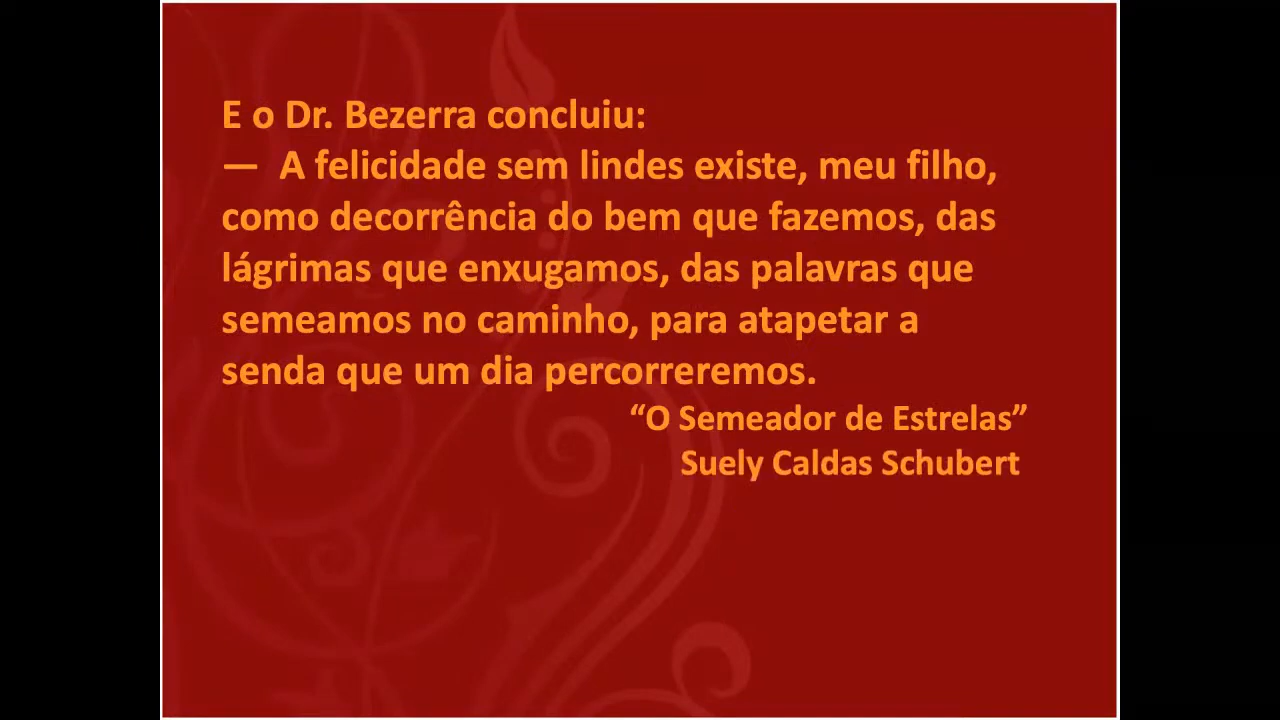 E o Dr. Bezerra concluiu:
— A felicidade sem lindes existe, meu filho,
como decorrência do bem que fazemos, das
lágrimas que enxugamos, das palavras que
semeamos no caminho, para atapetar a
senda que um dia percorreremos.
“O Semeador de Estrelas”
Suely Caldas Schubert